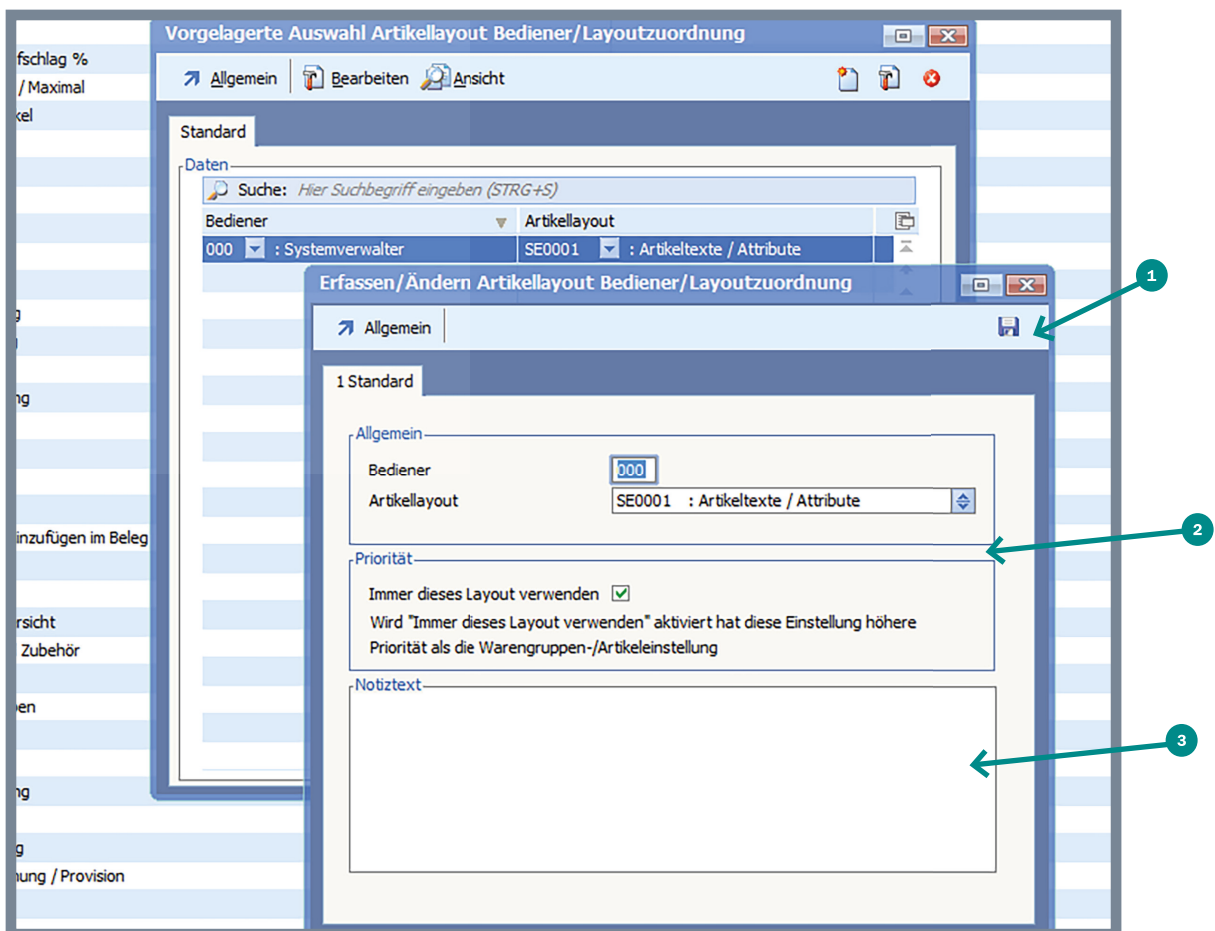 Vorgelagerte Auswahl Artikellayout Bediener/Layoutzuordnung
Allgemein Bearbeiten Ansicht
Standard
Daten
Suche: Hier Suchbegriff eingeben (STRG+S)
Bediener Artikellayout
000 : Systemverwalter SE0001 : Artikeltexte / Attribute
Erfassen/Ändern Artikellayout Bediener/Layoutzuordnung
Allgemein
1 Standard
Allgemein
Bediener 000
Artikellayout SE0001 : Artikeltexte / Attribute
Priorität
Immer dieses Layout verwenden
Wird "Immer dieses Layout verwenden" aktiviert hat diese Einstellung höhere
Priorität als die Warengruppen-/Artikeleinstellung
Notiztext
1
2
3
fschlag %
/ Maximal
kel
g
ng
inzufügen im Beleg
rsicht
Zubehör
en
ng
g
nung / Provision